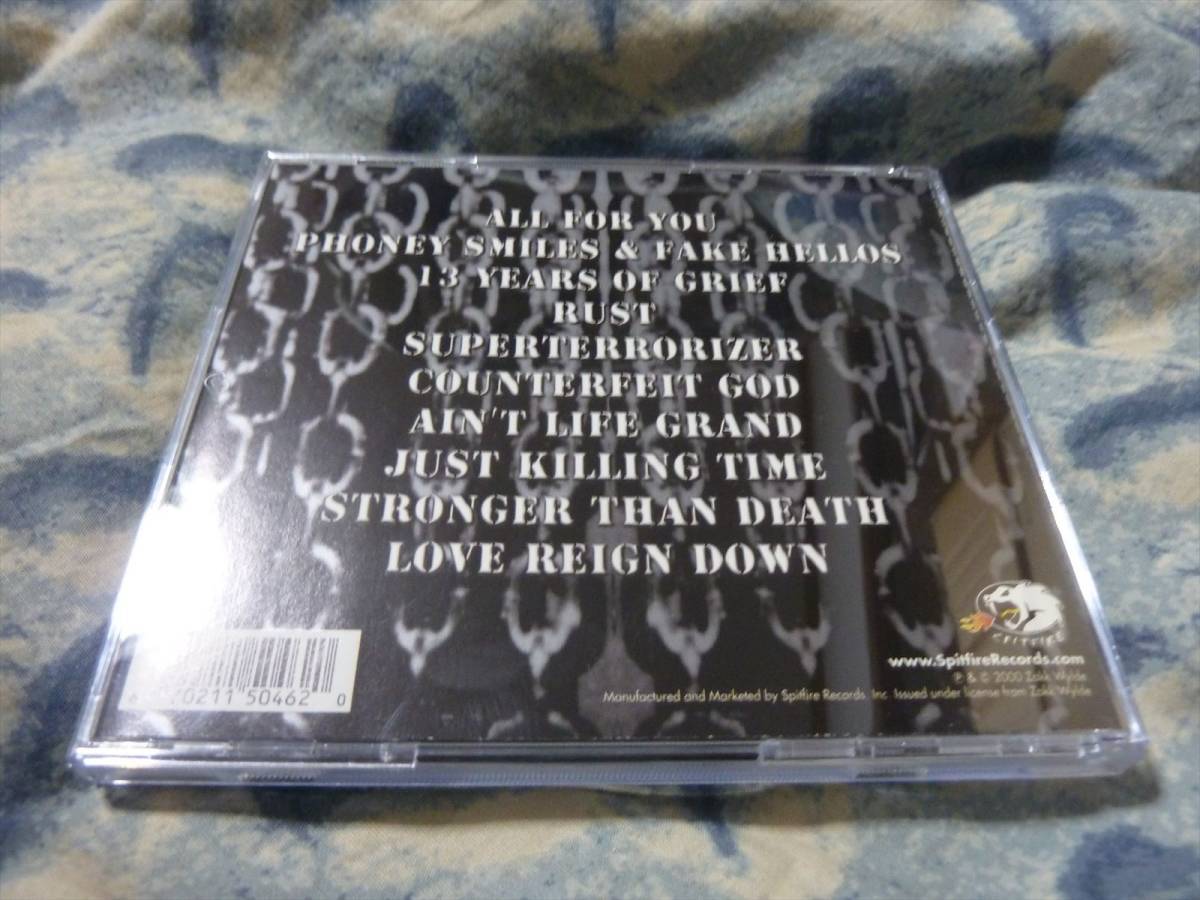 ALL FOR YOU
PHONEY SMILES & FAKE HELLOS
13 YEARS OF GRIEF
RUST
SUPERTERRORIZER
COUNTERFEIT GOD
AIN'T LIFE GRAND
JUST KILLING TIME
STRONGER THAN DEATH
LOVE REIGN DOWN
SPITFIRE
www.SpitfireRecords.com
℗ & © 2000 Zakk Wylde
Manufactured and Marketed by Spitfire Records, Inc. Issued under license from Zakk Wylde
70211 50462 0